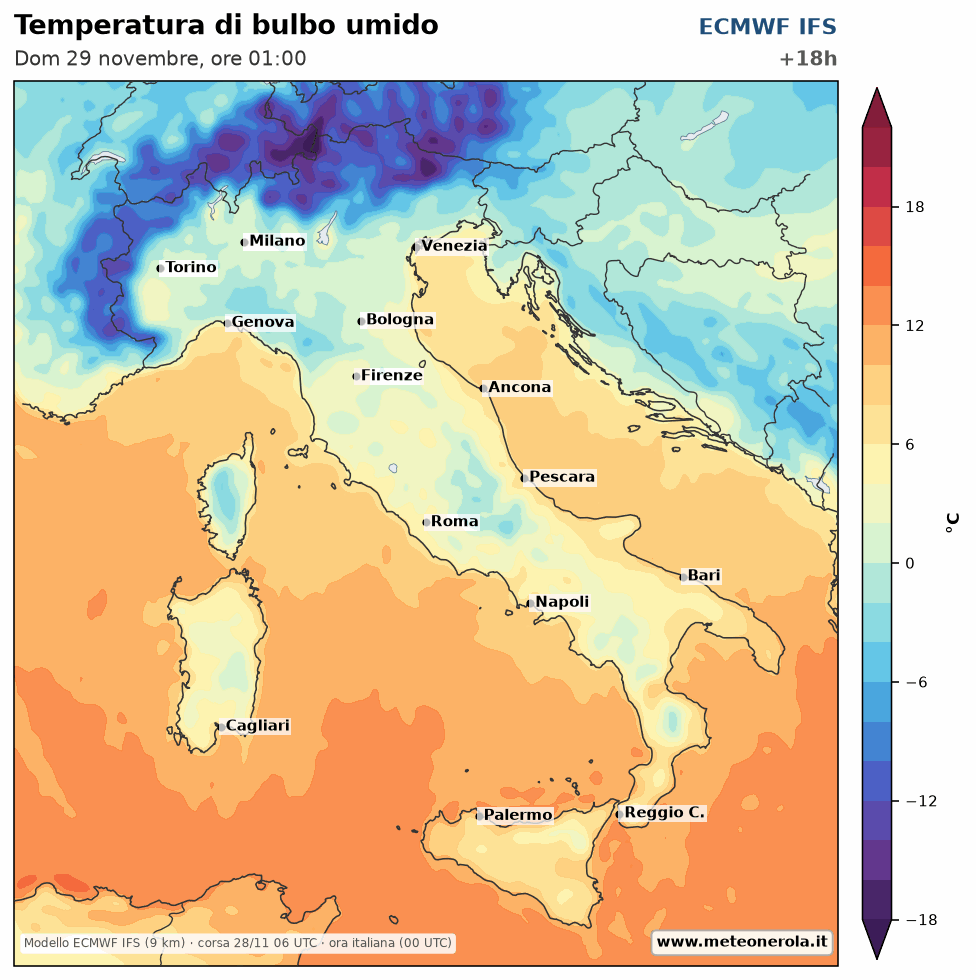 Temperatura di bulbo umido
ECMWF IFS
Dom 29 novembre, ore 01:00
+18h
Milano
Venezia
Torino
Genova
Bologna
Firenze
Ancona
Pescara
Roma
Bari
Napoli
Cagliari
Palermo
Reggio C.
18
12
6
0
−6
−12
−18
°C
Modello ECMWF IFS (9 km) · corsa 28/11 06 UTC · ora italiana (00 UTC)
www.meteonerola.it